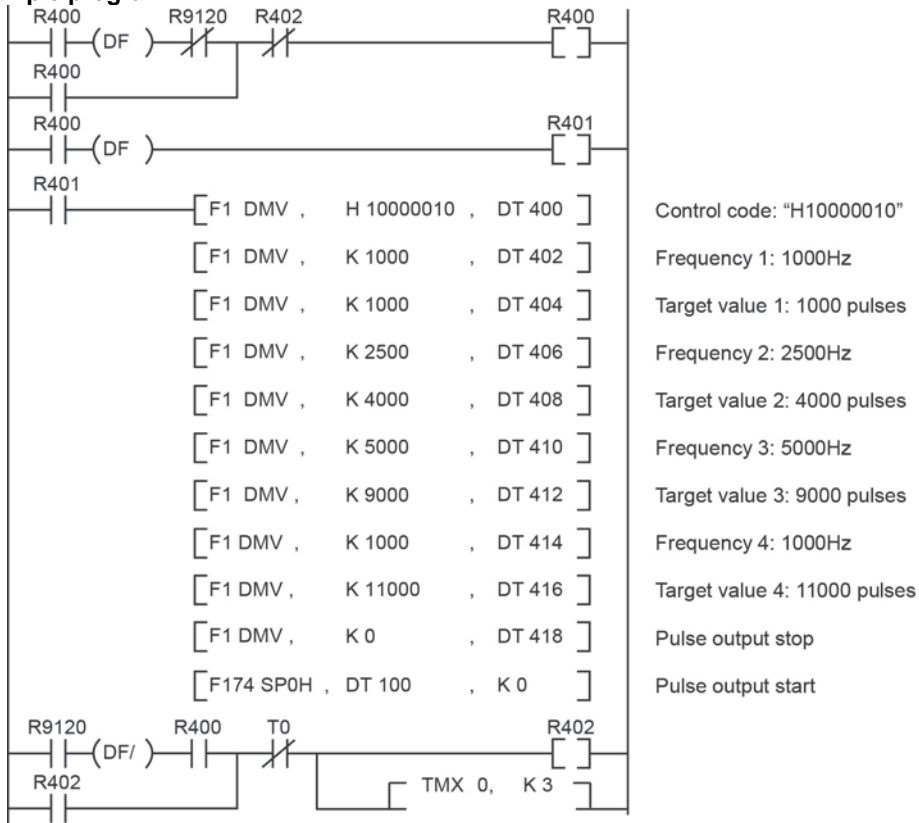 R400 R9120 R402 R400
(DF )
R400
R400 R401
(DF )
R401
F1 DMV , H 10000010 , DT 400 Control code: “H10000010”
F1 DMV , K 1000 , DT 402 Frequency 1: 1000Hz
F1 DMV , K 1000 , DT 404 Target value 1: 1000 pulses
F1 DMV , K 2500 , DT 406 Frequency 2: 2500Hz
F1 DMV , K 4000 , DT 408 Target value 2: 4000 pulses
F1 DMV , K 5000 , DT 410 Frequency 3: 5000Hz
F1 DMV , K 9000 , DT 412 Target value 3: 9000 pulses
F1 DMV , K 1000 , DT 414 Frequency 4: 1000Hz
F1 DMV , K 11000 , DT 416 Target value 4: 11000 pulses
F1 DMV , K 0 , DT 418 Pulse output stop
F174 SP0H , DT 100 , K 0 Pulse output start
R9120 R400 T0 R402
(DF/ )
R402
TMX 0, K 3